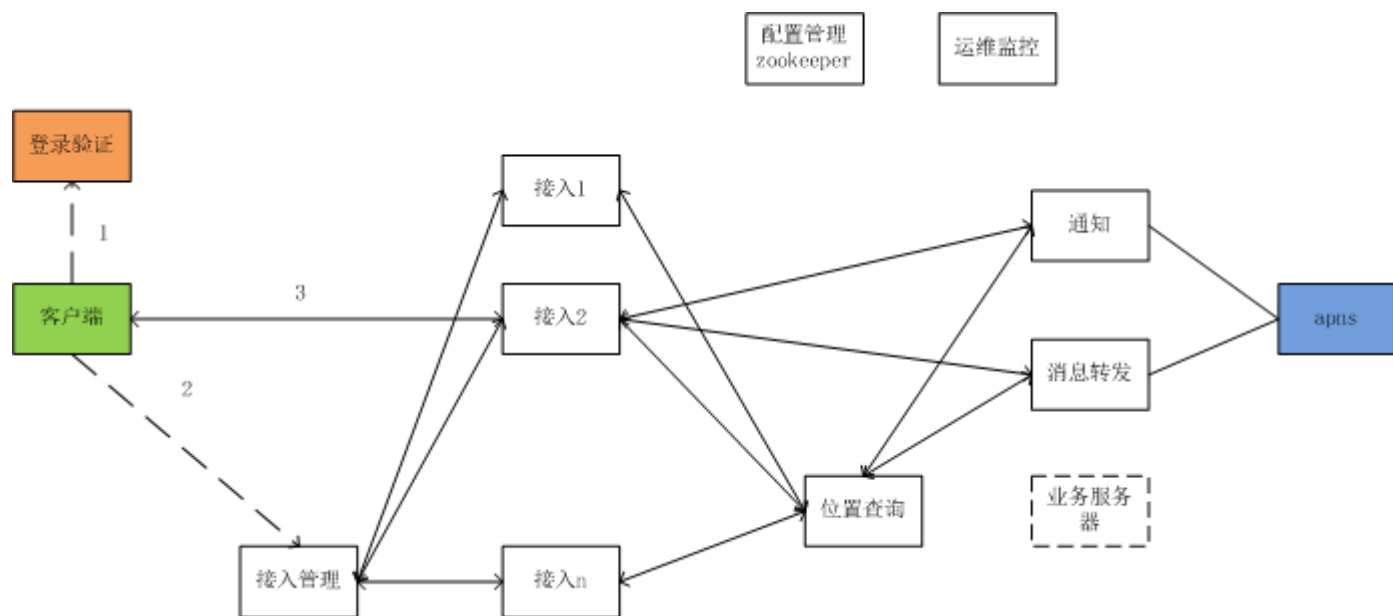 配置管理
zookeeper
运维监控
登录验证
1
接入1
通知
客户端
3
接入2
apns
2
消息转发
位置查询
业务服务
器
接入管理
接入n